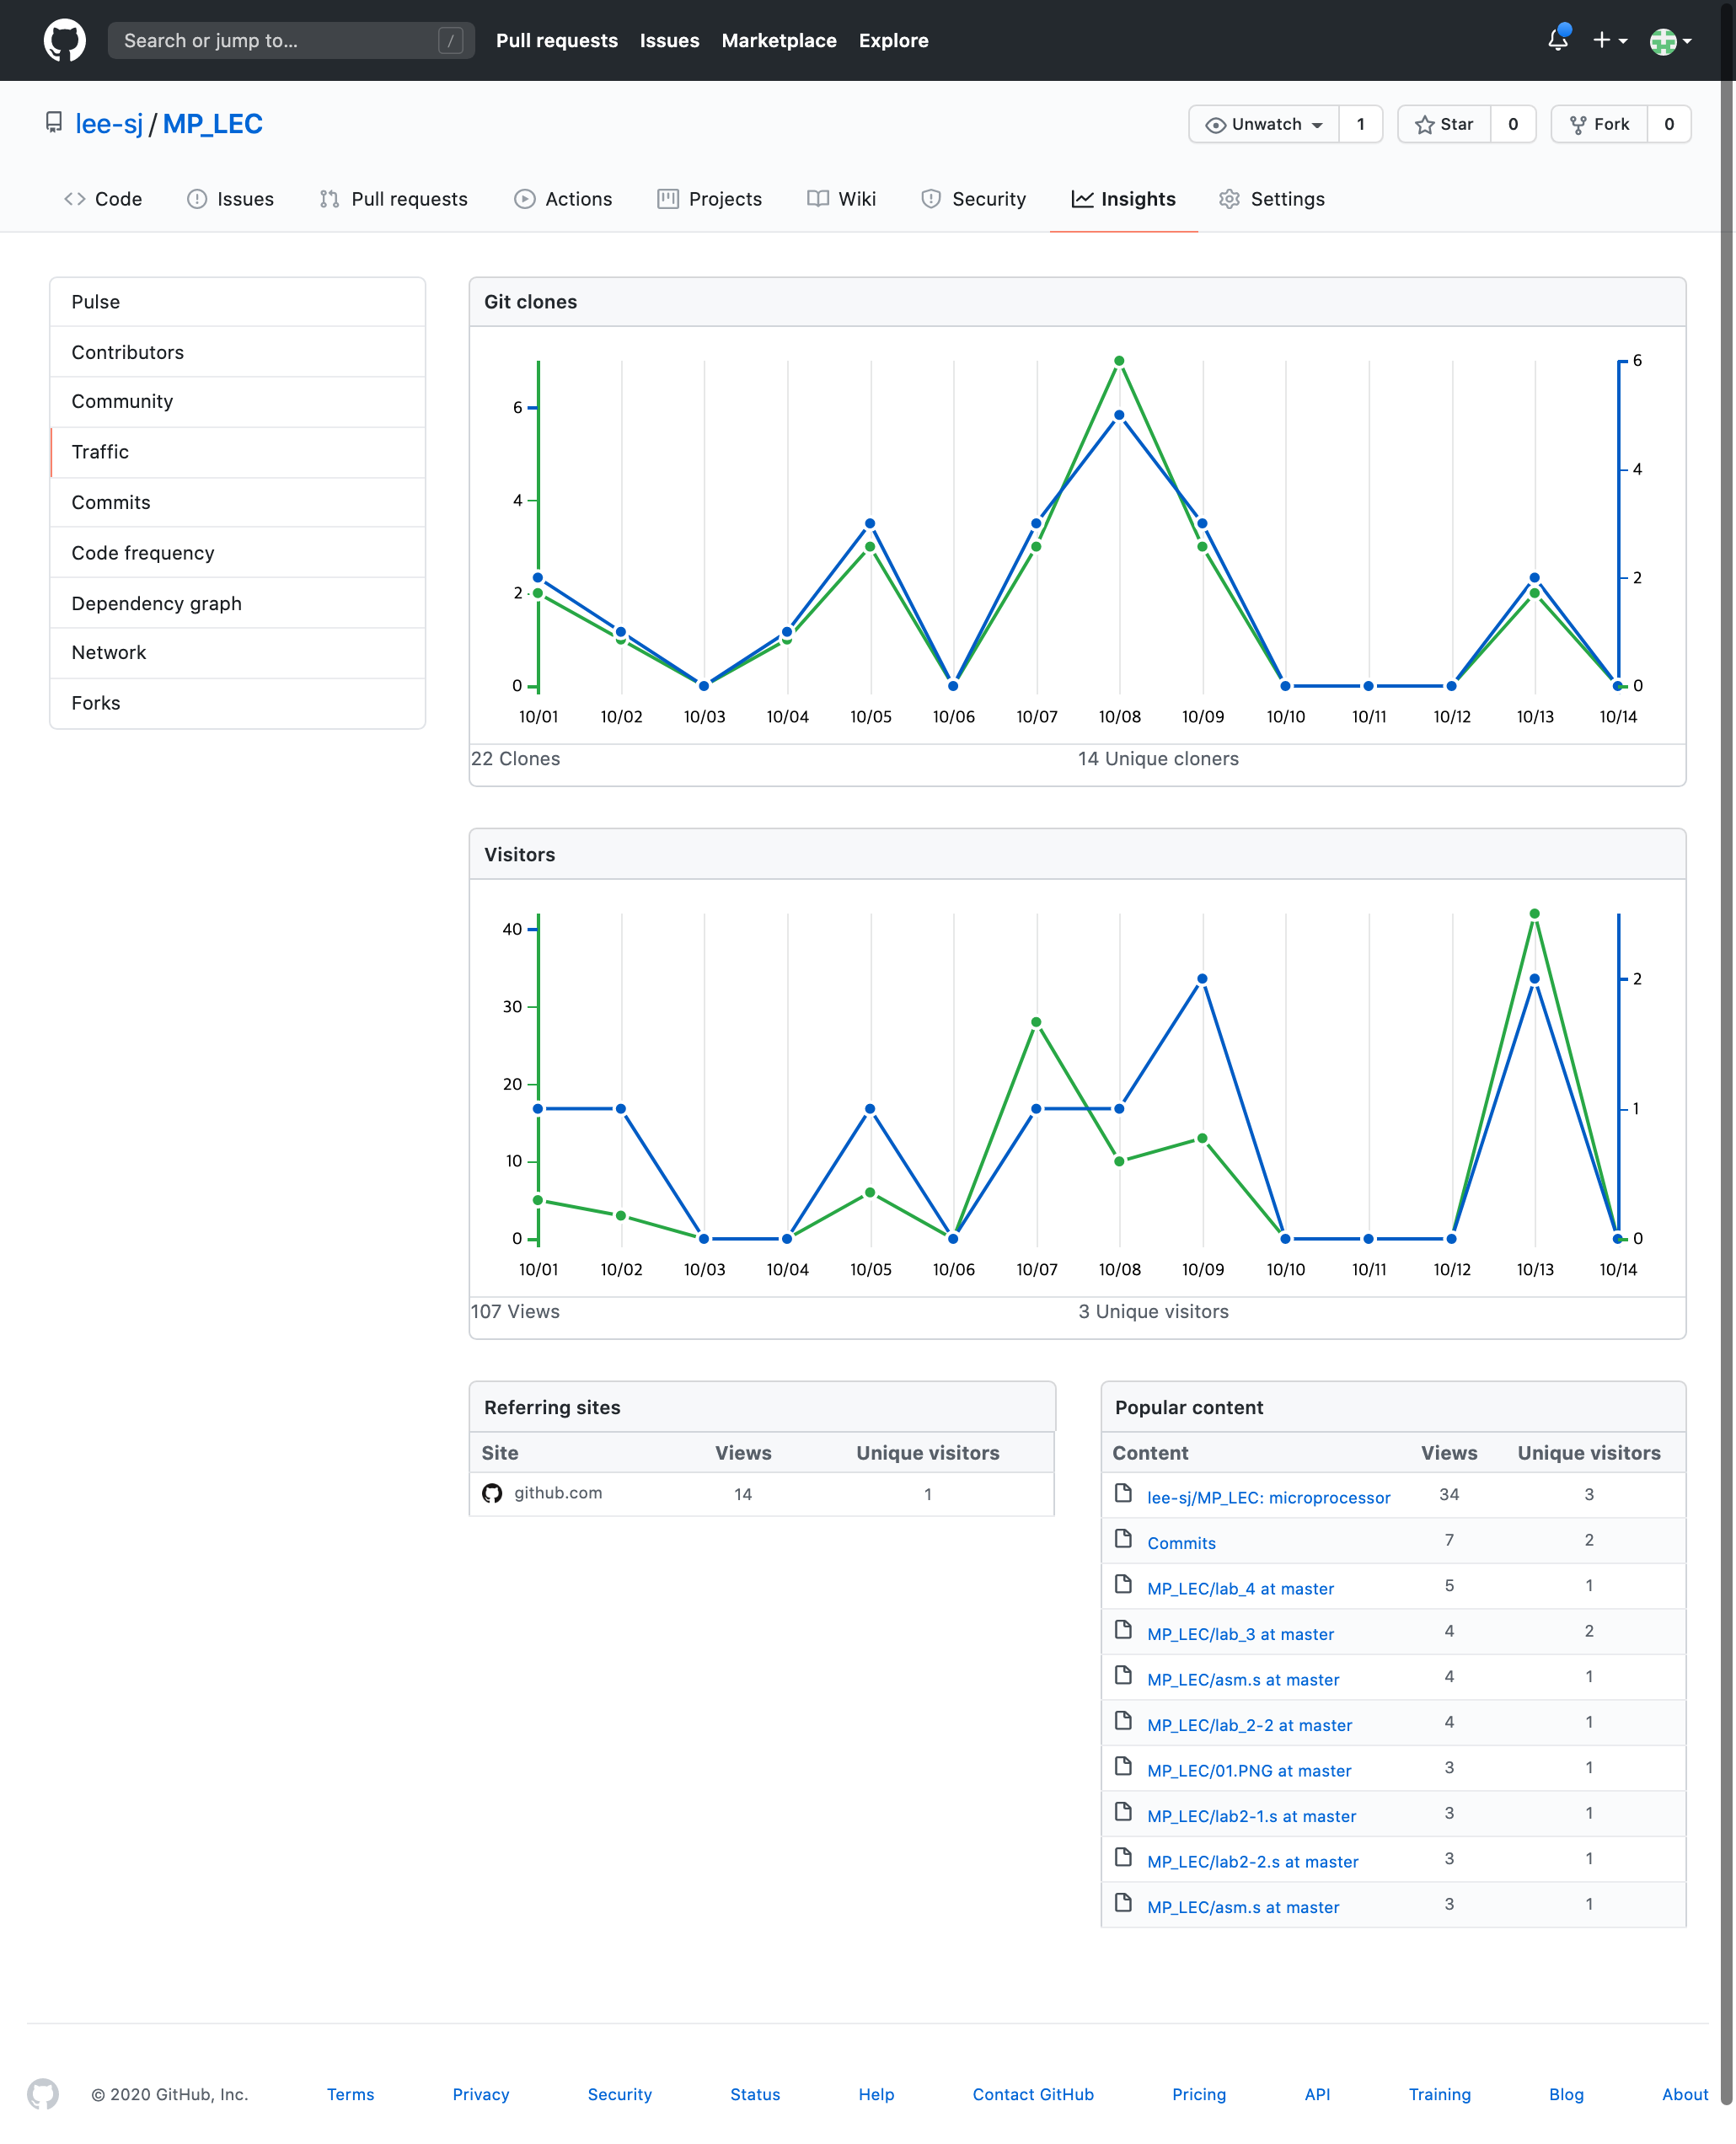 Search or jump to... /
Pull requests Issues Marketplace Explore
lee-sj / MP_LEC
Unwatch 1 Star 0 Fork 0
Code Issues Pull requests Actions Projects Wiki Security Insights Settings
Pulse
Contributors
Community
Traffic
Commits
Code frequency
Dependency graph
Network
Forks
Git clones
6
6
4
4
2
2
0
0
10/01 10/02 10/03 10/04 10/05 10/06 10/07 10/08 10/09 10/10 10/11 10/12 10/13 10/14
22 Clones 14 Unique cloners
Visitors
40
2
30
20
1
10
0
0
10/01 10/02 10/03 10/04 10/05 10/06 10/07 10/08 10/09 10/10 10/11 10/12 10/13 10/14
107 Views 3 Unique visitors
Referring sites
Site Views Unique visitors
github.com 14 1
Popular content
Content Views Unique visitors
lee-sj/MP_LEC: microprocessor 34 3
Commits 7 2
MP_LEC/lab_4 at master 5 1
MP_LEC/lab_3 at master 4 2
MP_LEC/asm.s at master 4 1
MP_LEC/lab_2-2 at master 4 1
MP_LEC/01.PNG at master 3 1
MP_LEC/lab2-1.s at master 3 1
MP_LEC/lab2-2.s at master 3 1
MP_LEC/asm.s at master 3 1
© 2020 GitHub, Inc. Terms Privacy Security Status Help Contact GitHub Pricing API Training Blog About